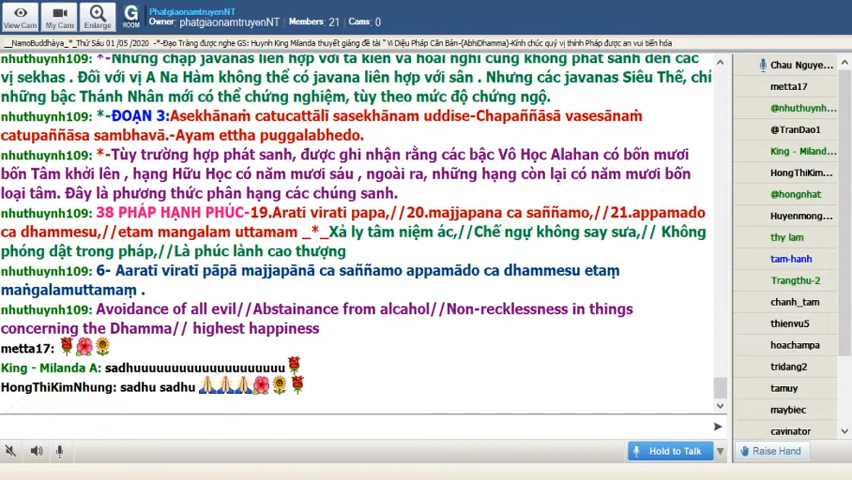 View Cam
My Cam
Enlarge
G
ROOM
PhatgiaonamtruyenNT
Owner: phatgiaonamtruyenNT
Members: 21
Cams: 0
__NamoBuddhāya_*_Thứ Sáu 01 /05 /2020 -*-Đạo Tràng được nghe GS: Huynh King Milanda thuyết giảng đề tài " Vi Diệu Pháp Căn Bản-(AbhiDhamma)-Kính chúc quý vị thính Pháp được an vui tiến hóa
nhuthuynh109: *-Những chập javanas liên hợp với tà kiến và hoài nghi cũng không phát sanh đến các
vị sekhas . Đối với vị A Na Hàm không thể có javana liên hợp với sân . Nhưng các javanas Siêu Thế, chỉ
những bậc Thánh Nhân mới có thể chứng nghiệm, tùy theo mức độ chứng ngộ.
nhuthuynh109: *-ĐOẠN 3:Asekhānaṁ catucattālī sasekhānam uddise-Chapaññāsā vasesānaṁ
catupaññāsa sambhavā.-Ayam ettha puggalabhedo.
nhuthuynh109: *-Tùy trường hợp phát sanh, được ghi nhận rằng các bậc Vô Học Alahan có bốn mươi
bốn Tâm khởi lên , hạng Hữu Học có năm mươi sáu , ngoài ra, những hạng còn lại có năm mươi bốn
loại tâm. Đây là phương thức phân hạng các chúng sanh.
nhuthuynh109: 38 PHÁP HẠNH PHÚC-19.Arati virati papa,//20.majjapana ca saññamo,//21.appamado
ca dhammesu,//etam mangalam uttamam _*_Xả ly tâm niệm ác,//Chế ngự không say sưa,// Không
phóng dật trong pháp,//Là phúc lành cao thượng
nhuthuynh109: 6- Aaratī viratī pāpā majjapānā ca saññamo appamādo ca dhammesu etaṃ
maṅgalamuttamaṃ .
nhuthuynh109: Avoidance of all evil//Abstainance from alcahol//Non-recklessness in things
concerning the Dhamma// highest happiness
metta17:
King - Milanda A: sadhuuuuuuuuuuuuuuuuuuuu
HongThiKimNhung: sadhu sadhu
Chau Nguye...
metta17
@nhuthuynh...
@TranDao1
King - Milanda...
HongThiKim...
@hongnhat
Huyenmong...
thy lam
tam-hanh
Trangthu-2
chanh_tam
thienvu5
hoachampa
tridang2
tamuy
maybiec
cavinator
Hold to Talk
Raise Hand